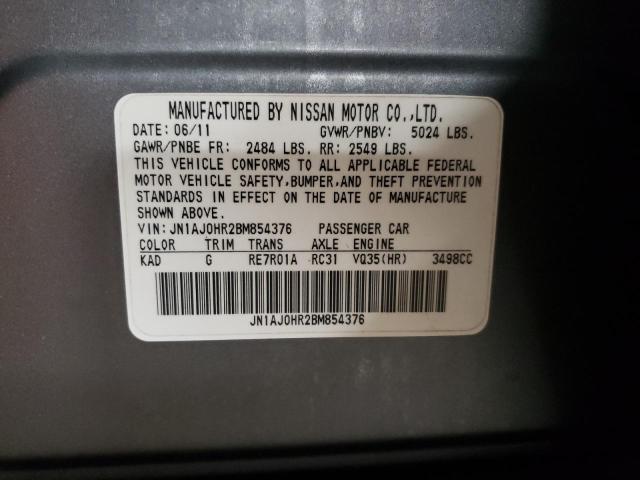 MANUFACTURED BY NISSAN MOTOR CO.,LTD.
DATE: 06/11 GVWR/PNBV: 5024 LBS.
GAWR/PNBE FR: 2484 LBS. RR: 2549 LBS.
THIS VEHICLE CONFORMS TO ALL APPLICABLE FEDERAL
MOTOR VEHICLE SAFETY,BUMPER,AND THEFT PREVENTION
STANDARDS IN EFFECT ON THE DATE OF MANUFACTURE
SHOWN ABOVE.
VIN:JN1AJ0HR2BM854376 PASSENGER CAR
COLOR TRIM TRANS AXLE ENGINE
KAD G RE7R01A RC31 VQ35(HR) 3498CC
JN1AJ0HR2BM854376